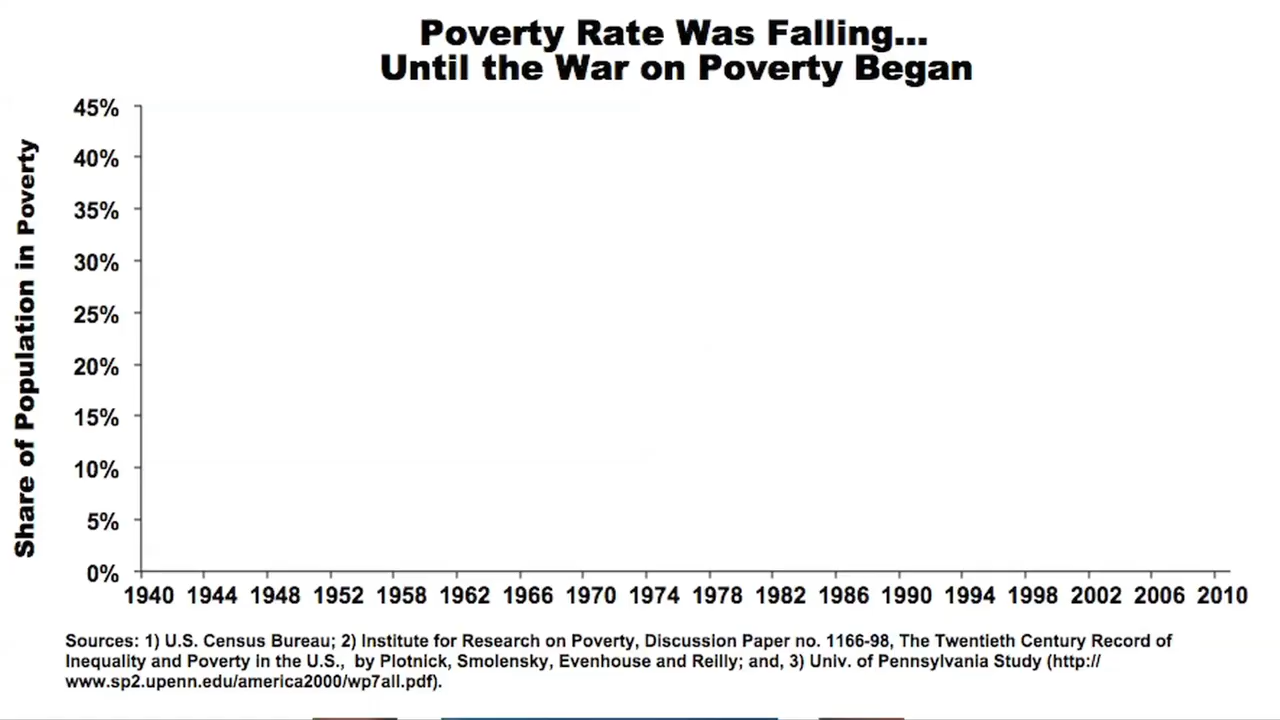 Poverty Rate Was Falling...
Until the War on Poverty Began
Share of Population in Poverty
45%
40%
35%
30%
25%
20%
15%
10%
5%
0%
1940 1944 1948 1952 1958 1962 1966 1970 1974 1978 1982 1986 1990 1994 1998 2002 2006 2010
Sources: 1) U.S. Census Bureau; 2) Institute for Research on Poverty, Discussion Paper no. 1166-98, The Twentieth Century Record of
Inequality and Poverty in the U.S., by Plotnick, Smolensky, Evenhouse and Reilly; and, 3) Univ. of Pennsylvania Study (http://
www.sp2.upenn.edu/america2000/wp7all.pdf).